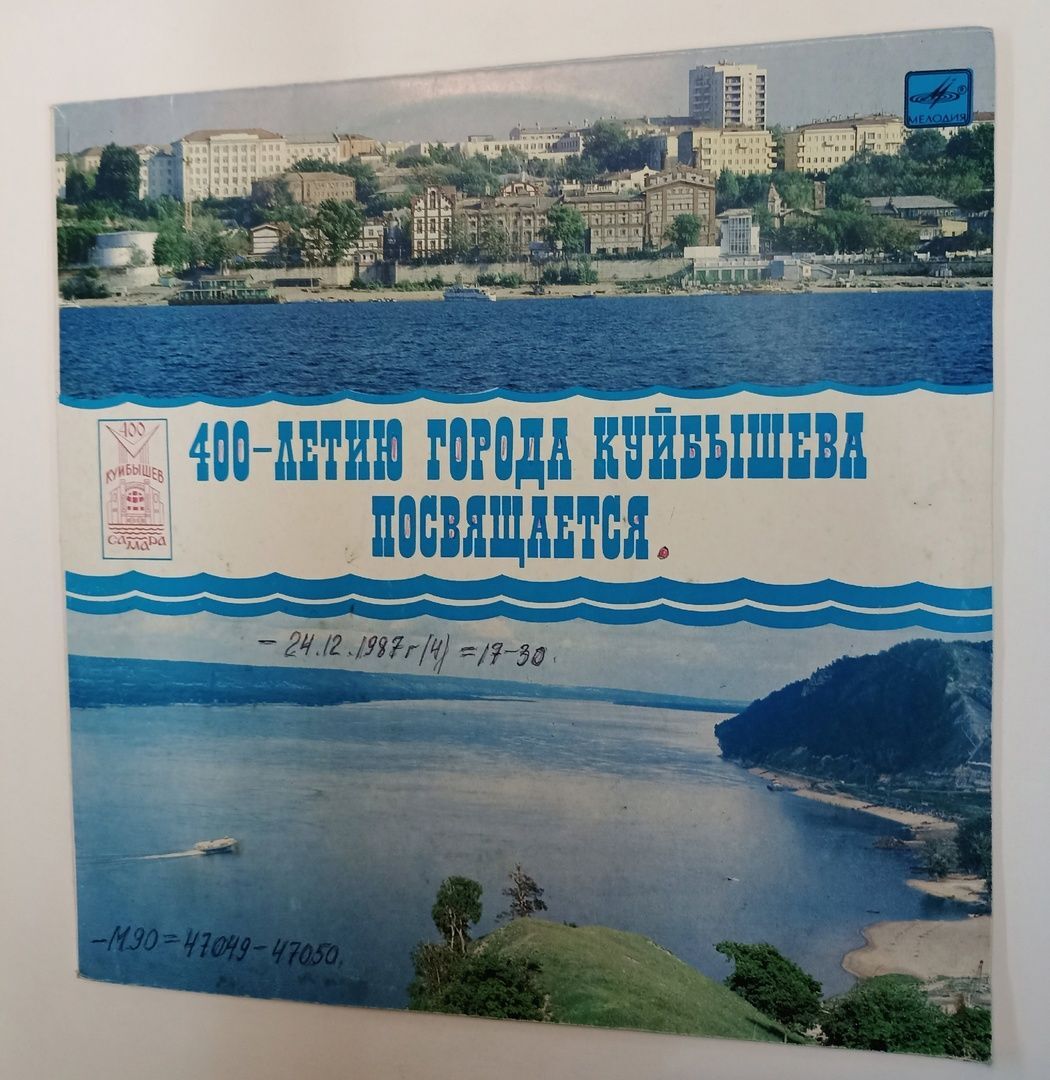 МЕЛОДИЯ
400-ЛЕТИЮ ГОРОДА КУЙБЫШЕВА
ПОСВЯЩАЕТСЯ.
400
КУЙБЫШЕВ
САМАРА
- 24.12.1987г (4) = 17-30.
- М90 = 47049 - 47050.